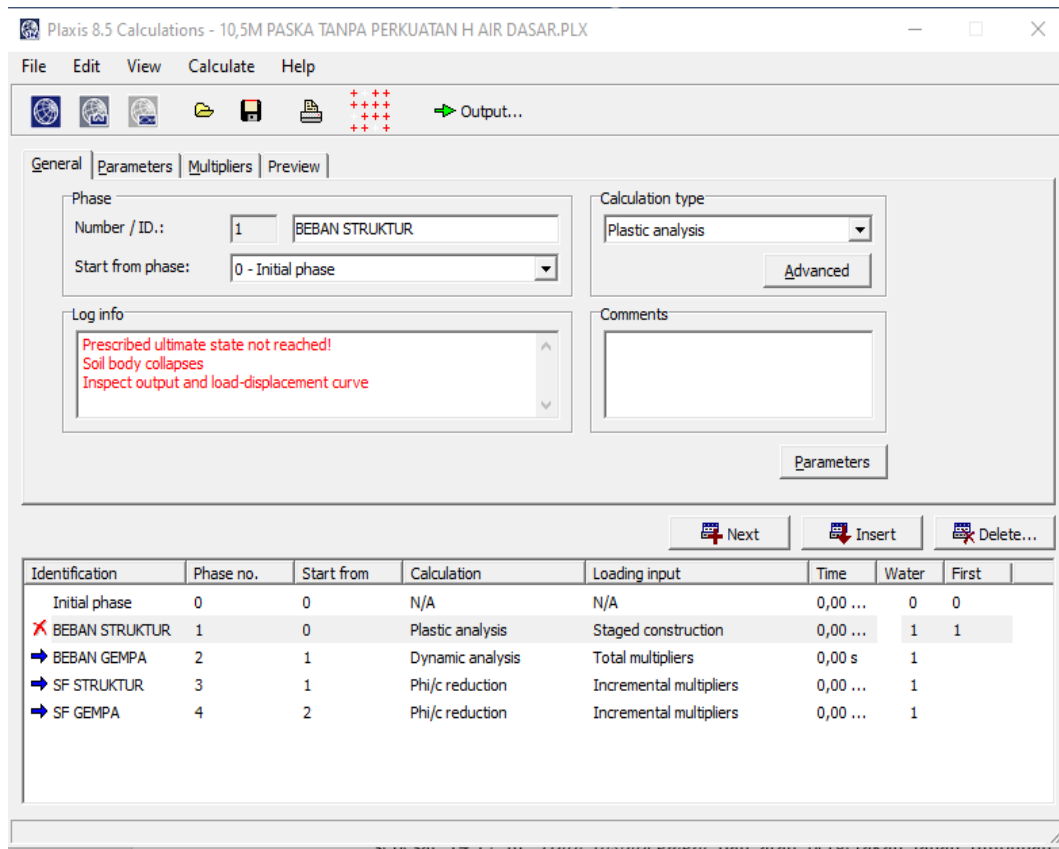 Plaxis 8.5 Calculations - 10,5M PASKA TANPA PERKUATAN H AIR DASAR.PLX
File Edit View Calculate Help
Output...
General Parameters Multipliers Preview
Phase
Number / ID.: 1 BEBAN STRUKTUR
Start from phase: 0 - Initial phase
Calculation type
Plastic analysis
Advanced
Log info
Prescribed ultimate state not reached!
Soil body collapses
Inspect output and load-displacement curve
Comments
Parameters
Next Insert Delete...
Identification Phase no. Start from Calculation Loading input Time Water First
Initial phase 0 0 N/A N/A 0,00 ... 0 0
BEBAN STRUKTUR 1 0 Plastic analysis Staged construction 0,00 ... 1 1
BEBAN GEMPA 2 1 Dynamic analysis Total multipliers 0,00 s 1
SF STRUKTUR 3 1 Phi/c reduction Incremental multipliers 0,00 ... 1
SF GEMPA 4 2 Phi/c reduction Incremental multipliers 0,00 ... 1